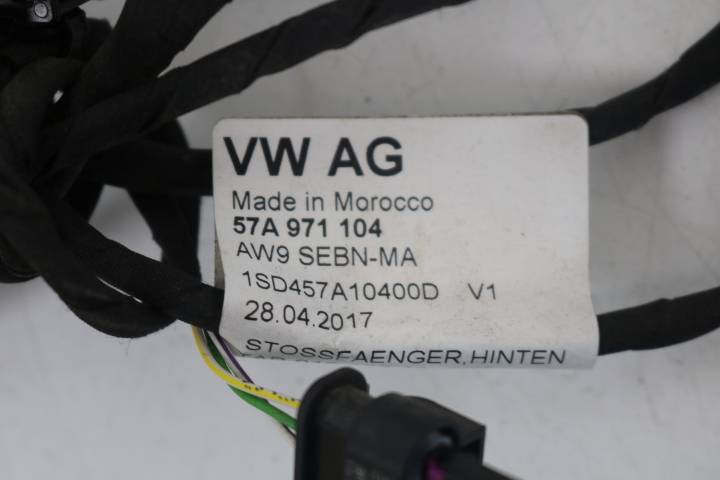 VW AG
Made in Morocco
57A 971 104
AW9 SEBN-MA
1SD457A10400D V1
28.04.2017
STOSSFAENGER,HINTEN